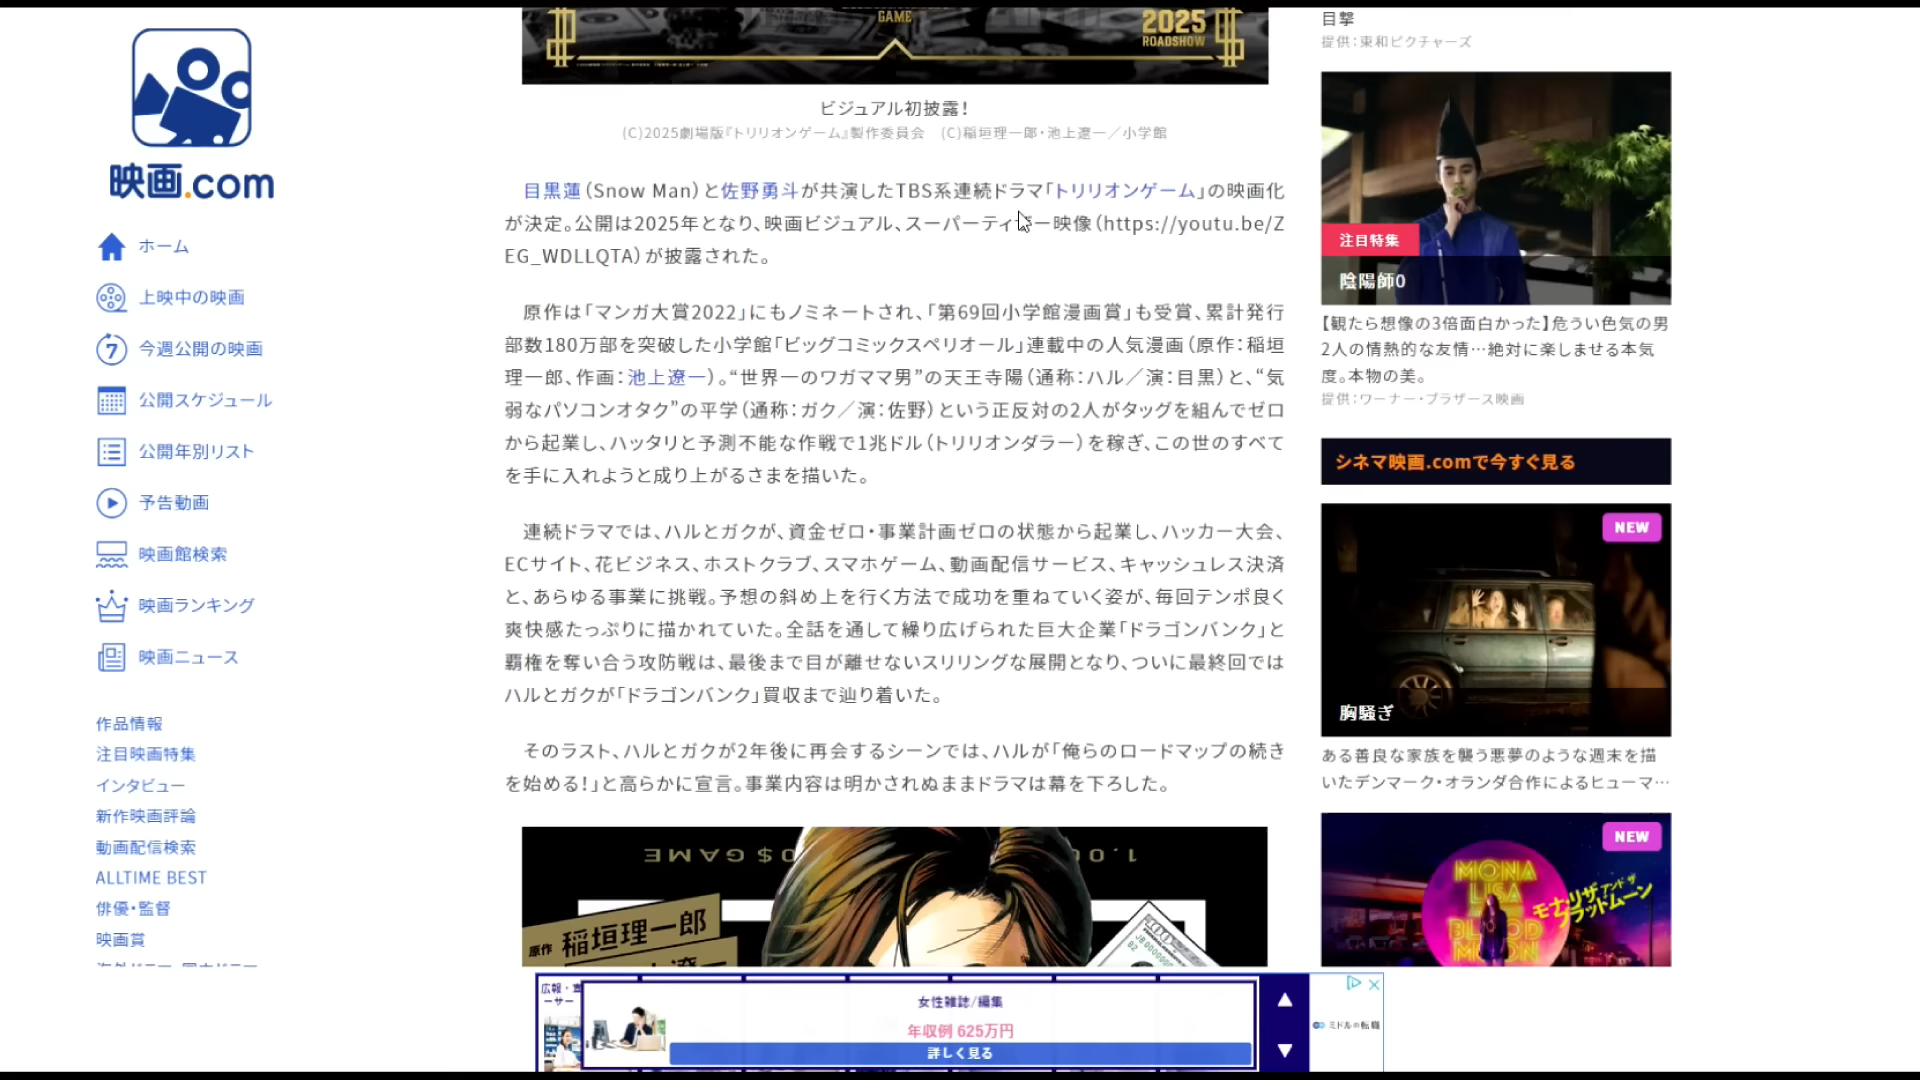 GAME
2025
ROADSHOW
映画.com
ホーム
上映中の映画
7
今週公開の映画
公開スケジュール
公開年別リスト
予告動画
映画館検索
映画ランキング
映画ニュース
作品情報
注目映画特集
インタビュー
新作映画評論
動画配信検索
ALLTIME BEST
俳優・監督
映画賞
ビジュアル初披露!
(C)2025劇場版『トリリオンゲーム』製作委員会 (C)稲垣理一郎・池上遼一/小学館
目黒蓮(Snow Man)と佐野勇斗が共演したTBS系連続ドラマ「トリリオンゲーム」の映画化
が決定。公開は2025年となり、映画ビジュアル、スーパーティザー映像(https://youtu.be/Z
EG_WDLLQTA)が披露された。
原作は「マンガ大賞2022」にもノミネートされ、「第69回小学館漫画賞」も受賞、累計発行
部数180万部を突破した小学館「ビッグコミックスペリオール」連載中の人気漫画(原作:稲垣
理一郎、作画:池上遼一)。“世界一のワガママ男”の天王寺陽(通称:ハル/演:目黒)と、“気
弱なパソコンオタク”の平学(通称:ガク/演:佐野)という正反対の2人がタッグを組んでゼロ
から起業し、ハッタリと予測不能な作戦で1兆ドル(トリリオンダラー)を稼ぎ、この世のすべて
を手に入れようと成り上がるさまを描いた。
連続ドラマでは、ハルとガクが、資金ゼロ・事業計画ゼロの状態から起業し、ハッカー大会、
ECサイト、花ビジネス、ホストクラブ、スマホゲーム、動画配信サービス、キャッシュレス決済
と、あらゆる事業に挑戦。予想の斜め上を行く方法で成功を重ねていく姿が、毎回テンポ良く
爽快感たっぷりに描かれていた。全話を通して繰り広げられた巨大企業「ドラゴンバンク」と
覇権を奪い合う攻防戦は、最後まで目が離せないスリリングな展開となり、ついに最終回では
ハルとガクが「ドラゴンバンク」買収まで辿り着いた。
そのラスト、ハルとガクが2年後に再会するシーンでは、ハルが「俺らのロードマップの続き
を始める!」と高らかに宣言。事業内容は明かされぬままドラマは幕を下ろした。
原作 稲垣理一郎
女性雑誌/編集
年収例 625万円
詳しく見る
ミドルの転職
目撃
提供:東和ピクチャーズ
注目特集
陰陽師0
【観たら想像の3倍面白かった】危うい色気の男
2人の情熱的な友情…絶対に楽しませる本気
度。本物の美。
提供:ワーナー・ブラザース映画
シネマ映画.comで今すぐ見る
NEW
胸騒ぎ
ある善良な家族を襲う悪夢のような週末を描
いたデンマーク・オランダ合作によるヒューマ…
NEW
MONA
LISA
BLOOD
MOON
モナ・リザ アンド ザ
ブラッドムーン